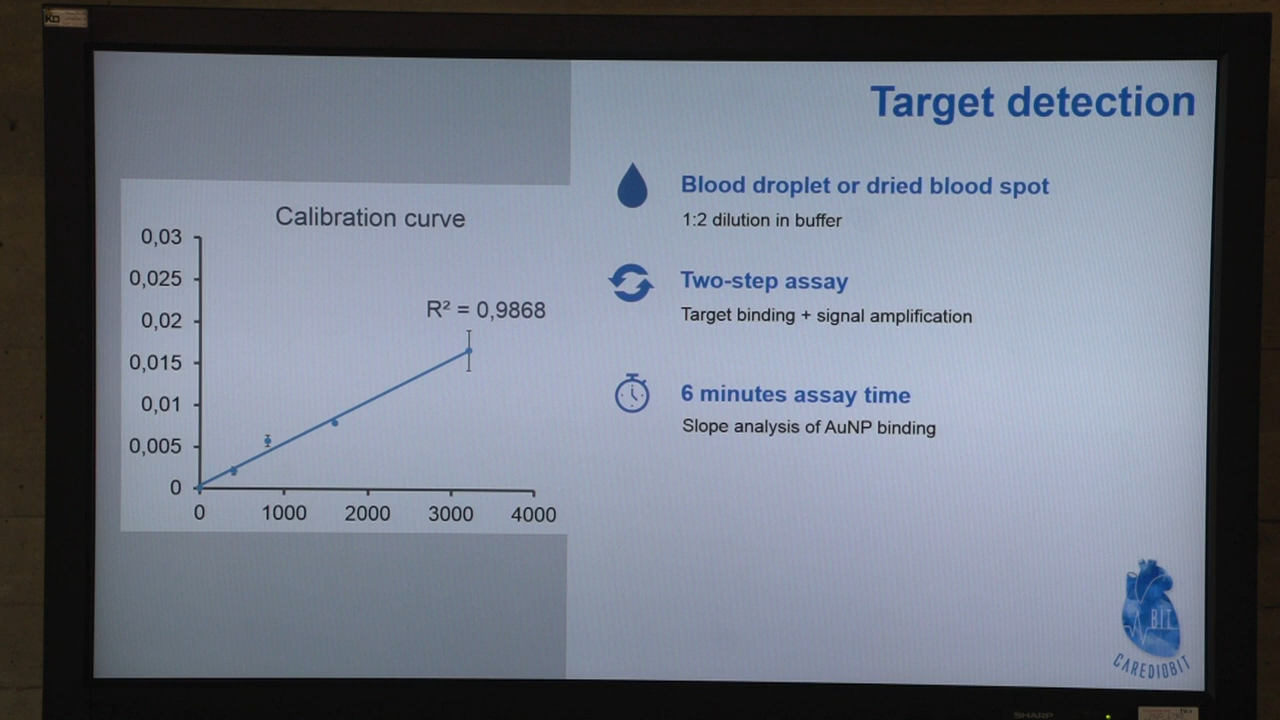 Target detection
Calibration curve
0,03
0,025
0,02
0,015
0,01
0,005
0
0
1000
2000
3000
4000
R² = 0,9868
Blood droplet or dried blood spot
1:2 dilution in buffer
Two-step assay
Target binding + signal amplification
6 minutes assay time
Slope analysis of AuNP binding
BIT
CAREDIOBIT
SHARP